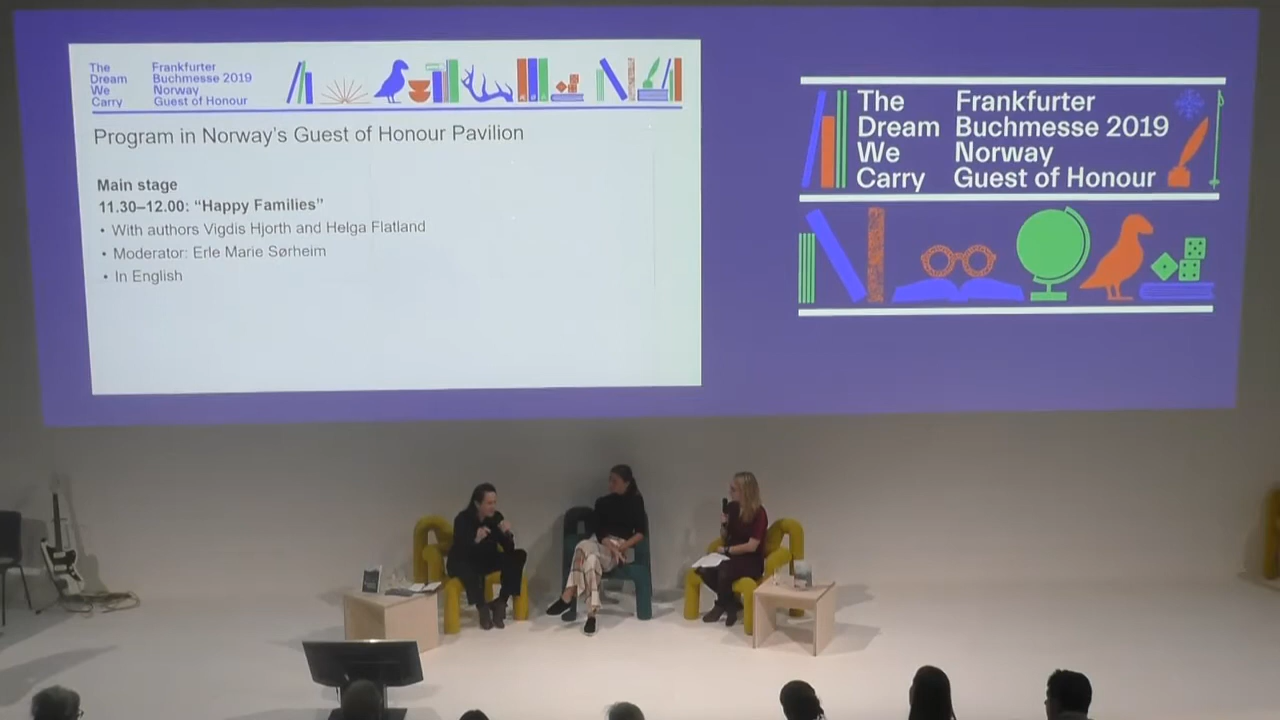 The Frankfurter
Dream Buchmesse 2019
We Norway
Carry Guest of Honour
Program in Norway's Guest of Honour Pavilion
Main stage
11.30–12.00: "Happy Families"
• With authors Vigdis Hjorth and Helga Flatland
• Moderator: Erle Marie Sørheim
• In English
The Frankfurter
Dream Buchmesse 2019
We Norway
Carry Guest of Honour